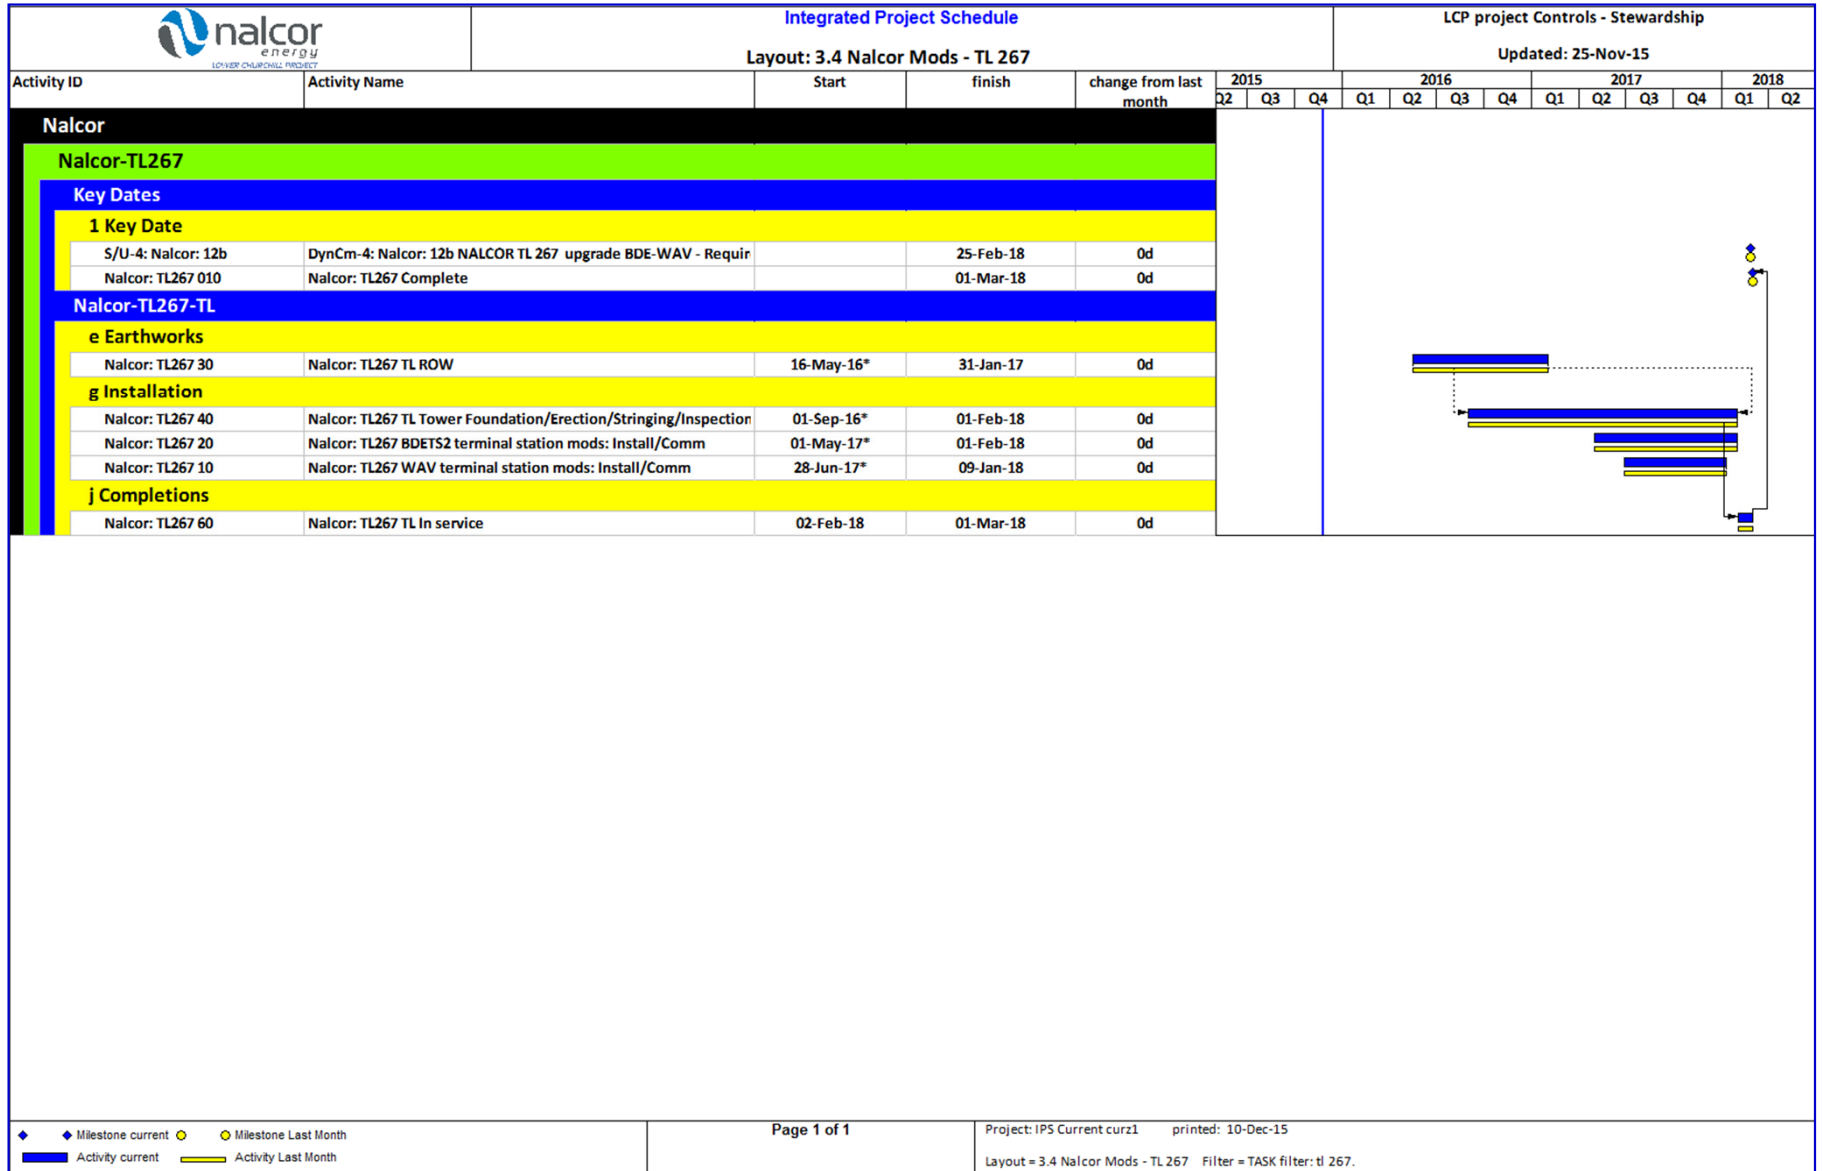 nalcor
energy
LOWER CHURCHILL PROJECT
Integrated Project Schedule
Layout: 3.4 Nalcor Mods - TL 267
LCP project Controls - Stewardship
Updated: 25-Nov-15
Activity ID Activity Name Start finish change from last month 2015 2016 2017 2018
Q2 Q3 Q4 Q1 Q2 Q3 Q4 Q1 Q2 Q3 Q4 Q1 Q2
Nalcor
Nalcor-TL267
Key Dates
1 Key Date
S/U-4: Nalcor: 12b DynCm-4: Nalcor: 12b NALCOR TL 267 upgrade BDE-WAV - Requir 25-Feb-18 0d
Nalcor: TL267 010 Nalcor: TL267 Complete 01-Mar-18 0d
Nalcor-TL267-TL
e Earthworks
Nalcor: TL267 30 Nalcor: TL267 TL ROW 16-May-16* 31-Jan-17 0d
g Installation
Nalcor: TL267 40 Nalcor: TL267 TL Tower Foundation/Erection/Stringing/Inspection 01-Sep-16* 01-Feb-18 0d
Nalcor: TL267 20 Nalcor: TL267 BDETS2 terminal station mods: Install/Comm 01-May-17* 01-Feb-18 0d
Nalcor: TL267 10 Nalcor: TL267 WAV terminal station mods: Install/Comm 28-Jun-17* 09-Jan-18 0d
j Completions
Nalcor: TL267 60 Nalcor: TL267 TL In service 02-Feb-18 01-Mar-18 0d
Milestone current Milestone Last Month
Activity current Activity Last Month
Page 1 of 1
Project: IPS Current curz1 printed: 10-Dec-15
Layout = 3.4 Nalcor Mods - TL 267 Filter = TASK filter: tl 267.